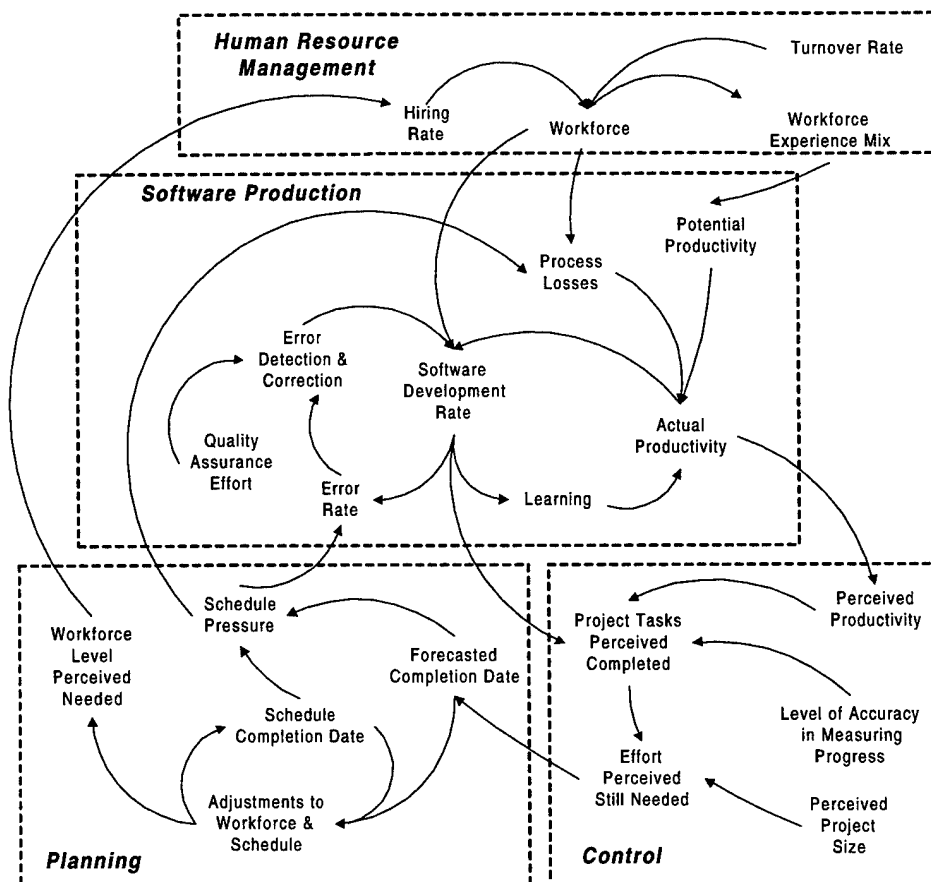 Human Resource
Management
Turnover Rate
Hiring
Rate
Workforce
Workforce
Experience Mix
Software Production
Potential
Productivity
Process
Losses
Error
Detection &
Correction
Software
Development
Rate
Actual
Productivity
Quality
Assurance
Effort
Error
Rate
Learning
Schedule
Pressure
Workforce
Level
Perceived
Needed
Forecasted
Completion Date
Schedule
Completion Date
Adjustments to
Workforce &
Schedule
Planning
Project Tasks
Perceived
Completed
Perceived
Productivity
Level of Accuracy
in Measuring
Progress
Effort
Perceived
Still Needed
Perceived
Project
Size
Control